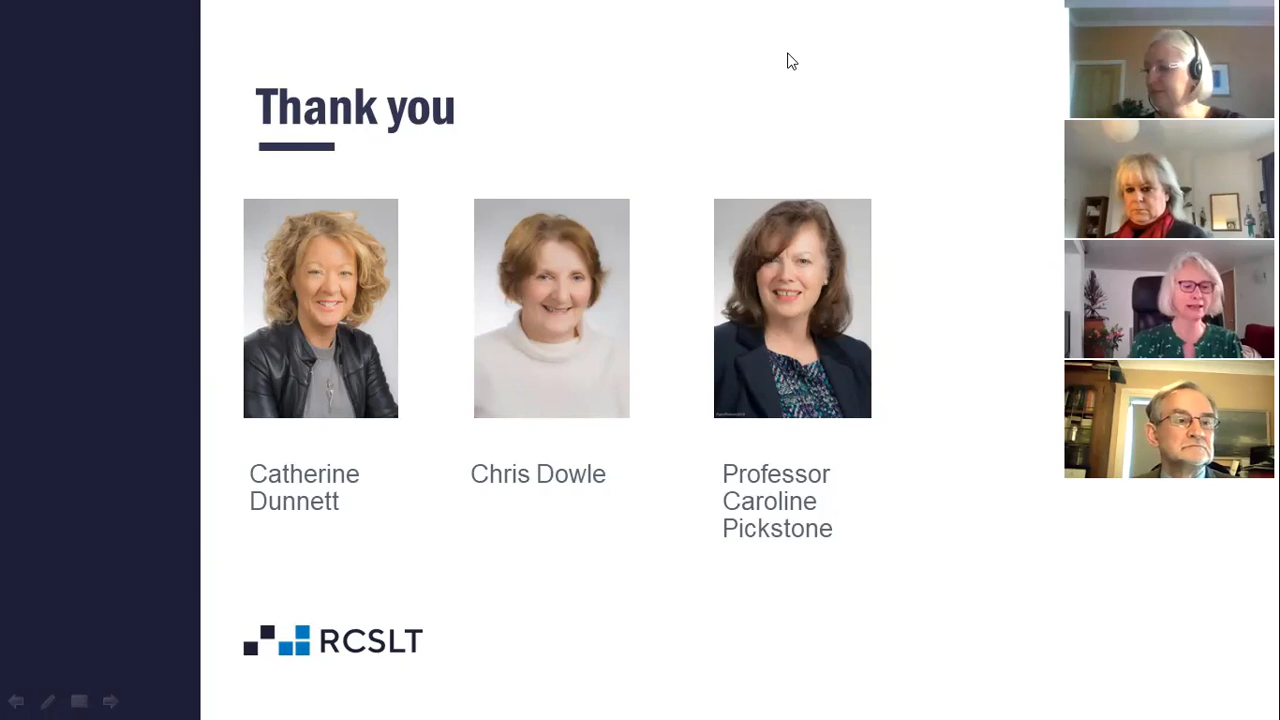 Thank you
Catherine
Dunnett
Chris Dowle
Professor
Caroline
Pickstone
RCSLT